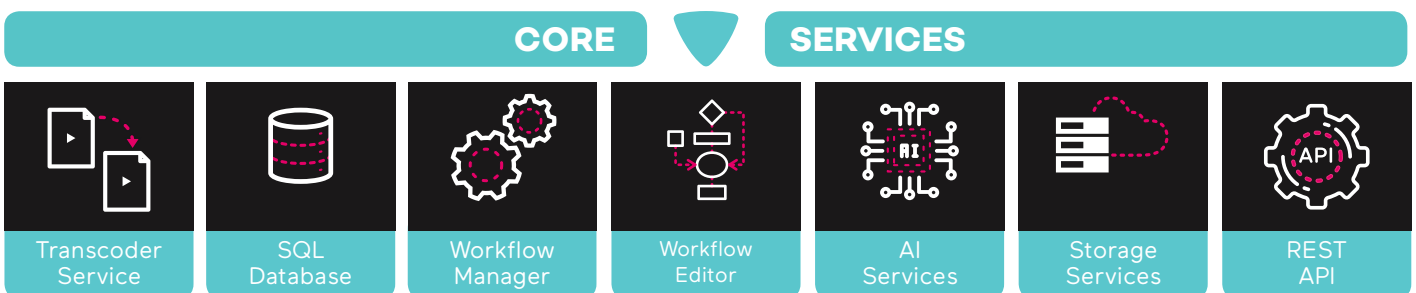 CORE SERVICES
AI
API
Transcoder
Service
SQL
Database
Workflow
Manager
Workflow
Editor
AI
Services
Storage
Services
REST
API